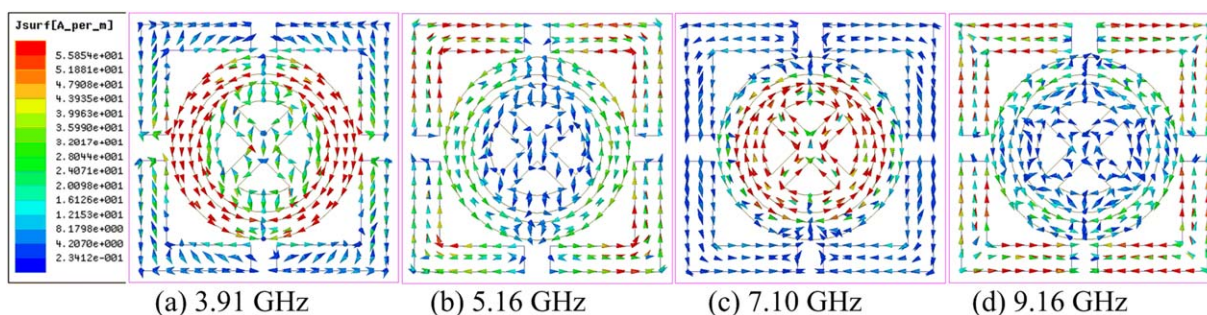 Jsurf[A_per_m]
5.5854e+001
5.1881e+001
4.7908e+001
4.3935e+001
3.9963e+001
3.5990e+001
3.2017e+001
2.8044e+001
2.4071e+001
2.0098e+001
1.6126e+001
1.2153e+001
8.1798e+000
4.2070e+000
2.3412e-001
(a) 3.91 GHz (b) 5.16 GHz (c) 7.10 GHz (d) 9.16 GHz